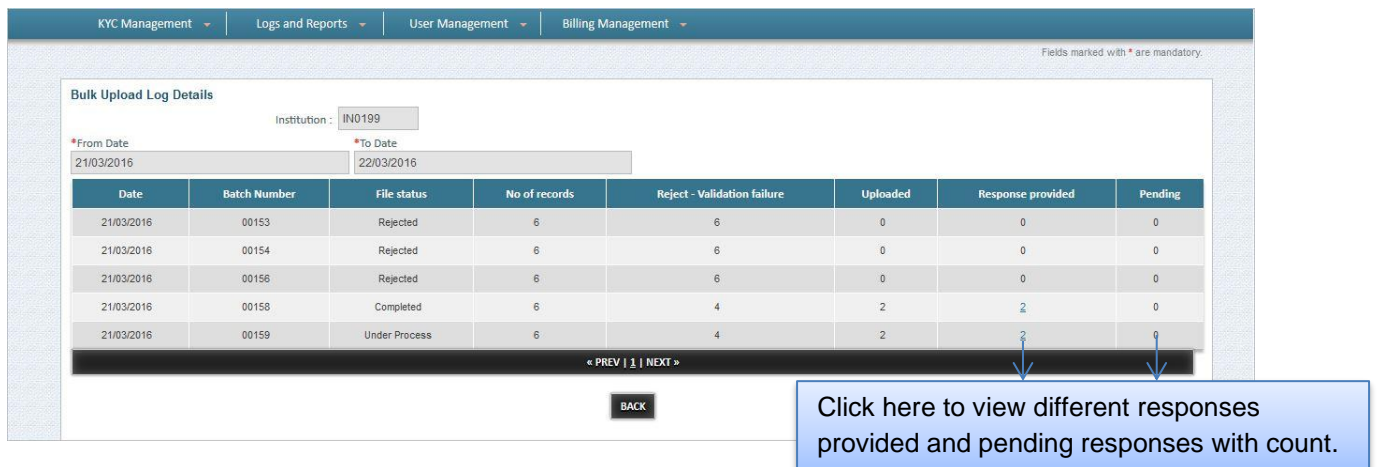 KYC Management Logs and Reports User Management Billing Management
Fields marked with * are mandatory.
Bulk Upload Log Details
Institution : IN0199
*From Date *To Date
21/03/2016 22/03/2016
Date Batch Number File status No of records Reject - Validation failure Uploaded Response provided Pending
21/03/2016 00153 Rejected 6 6 0 0 0
21/03/2016 00154 Rejected 6 6 0 0 0
21/03/2016 00156 Rejected 6 6 0 0 0
21/03/2016 00158 Completed 6 4 2 2 0
21/03/2016 00159 Under Process 6 4 2 2 0
« PREV | 1 | NEXT »
BACK
Click here to view different responses
provided and pending responses with count.